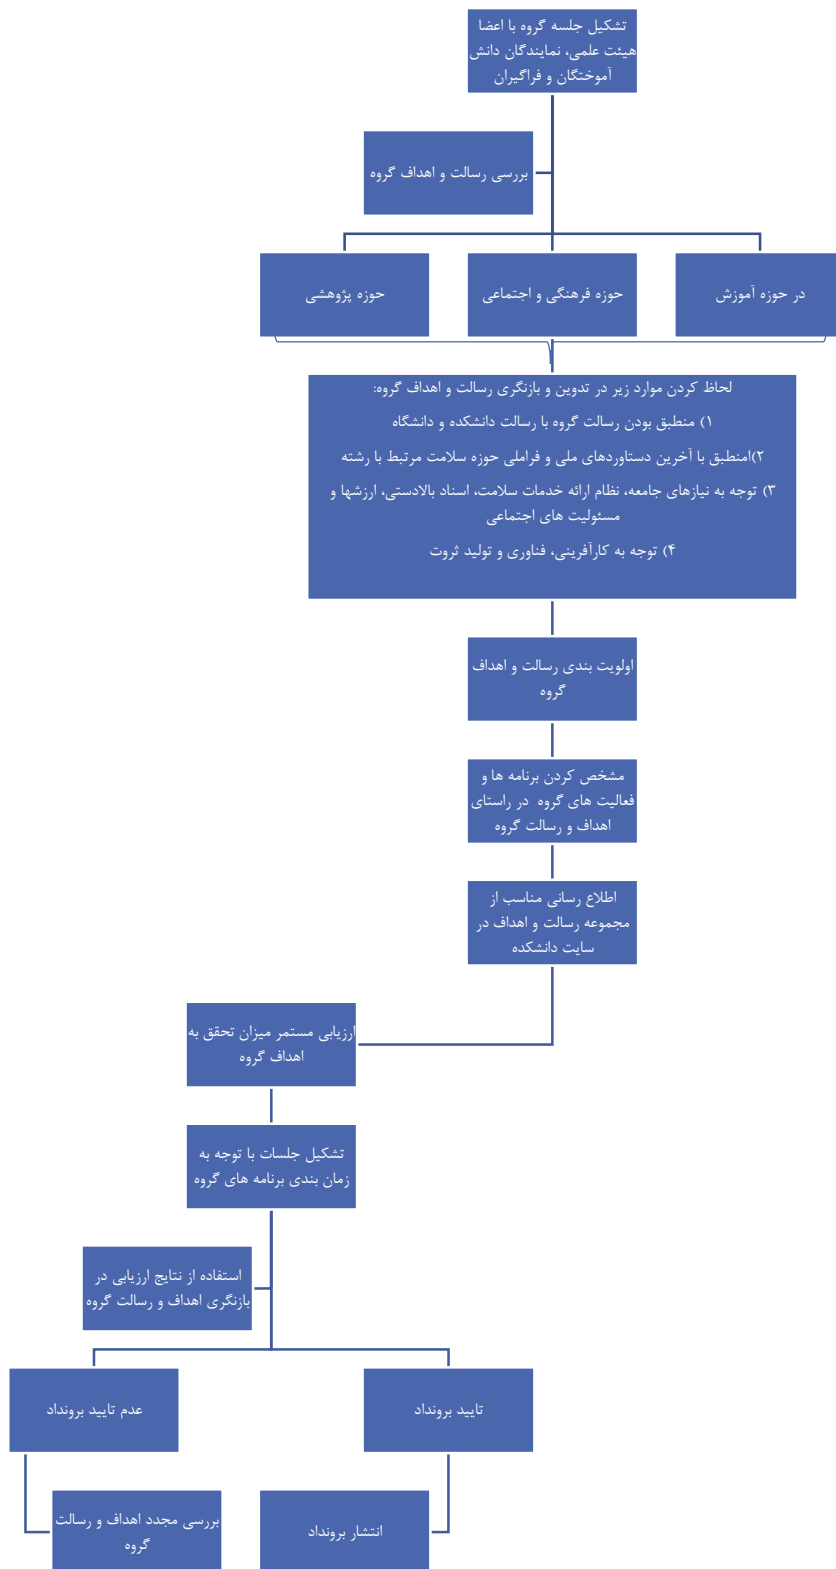 تشکیل جلسه گروه با اعضا
هیئت علمی، نمایندگان دانش
آموختگان و فراگیران
بررسی رسالت و اهداف گروه
در حوزه آموزش
حوزه فرهنگی و اجتماعی
حوزه پژوهشی
لحاظ کردن موارد زیر در تدوین و بازنگری رسالت و اهداف گروه:
۱) منطبق بودن رسالت گروه با رسالت دانشکده و دانشگاه
۲)امنطبق با آخرین دستاوردهای ملی و فراملی حوزه سلامت مرتبط با رشته
۳) توجه به نیازهای جامعه، نظام ارائه خدمات سلامت، اسناد بالادستی، ارزشها و
مسئولیت های اجتماعی
۴) توجه به کارآفرینی، فناوری و تولید ثروت
اولویت بندی رسالت و اهداف
گروه
مشخص کردن برنامه ها و
فعالیت های گروه در راستای
اهداف و رسالت گروه
اطلاع رسانی مناسب از
مجموعه رسالت و اهداف در
سایت دانشکده
ارزیابی مستمر میزان تحقق به
اهداف گروه
تشکیل جلسات با توجه به
زمان بندی برنامه های گروه
استفاده از نتایج ارزیابی در
بازنگری اهداف و رسالت گروه
تایید برونداد
عدم تایید برونداد
انتشار برونداد
بررسی مجدد اهداف و رسالت
گروه